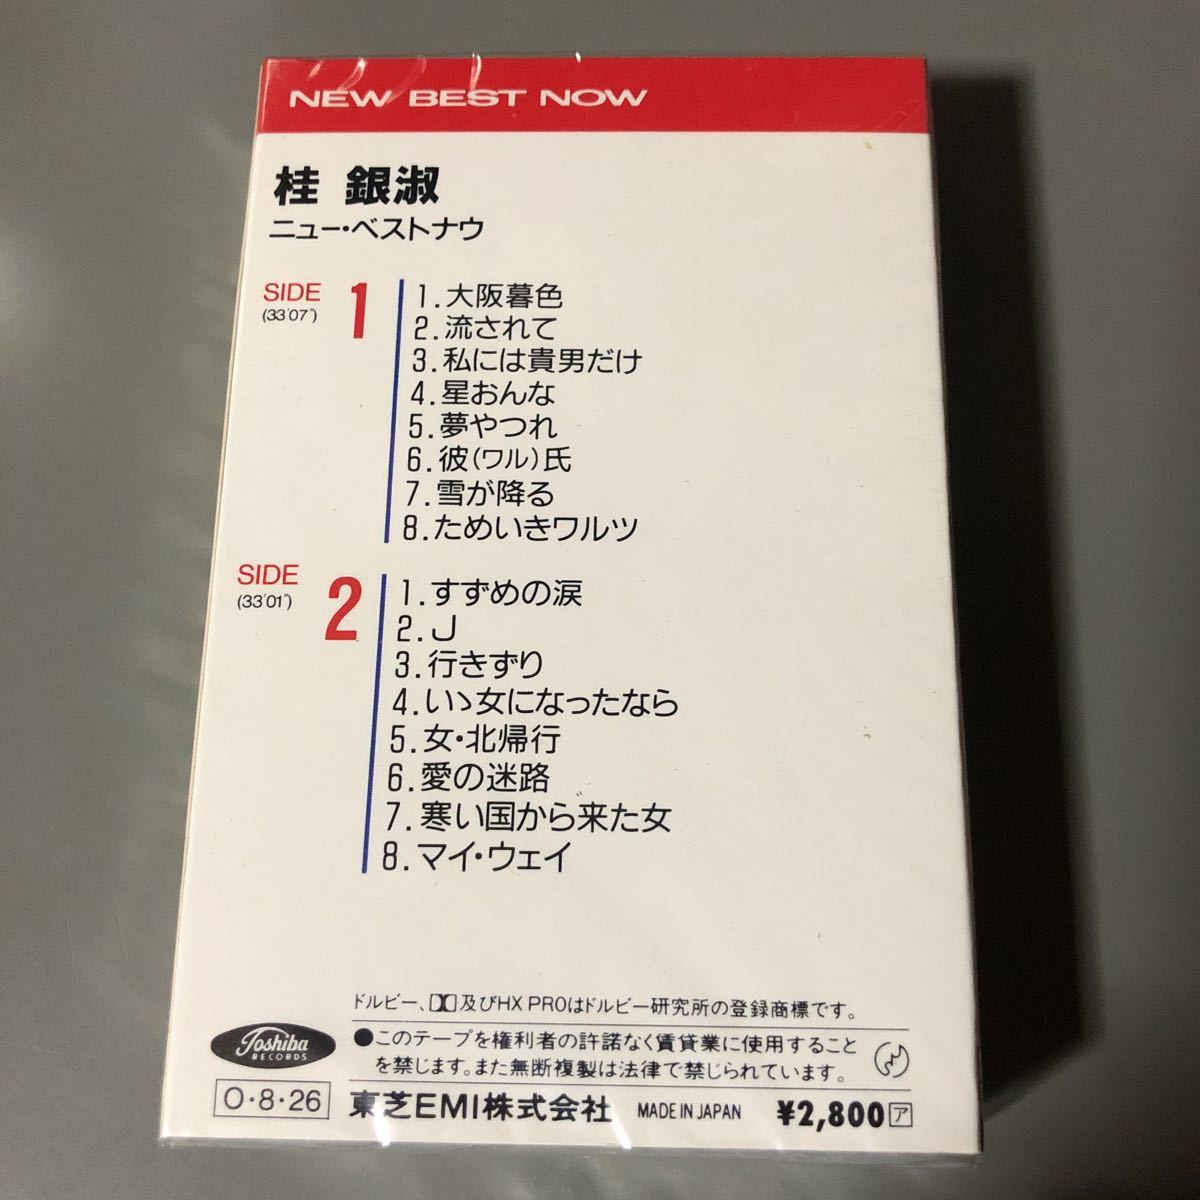 NEW BEST NOW
桂 銀淑
ニュー・ベストナウ
SIDE 1
(33'07")
1.大阪暮色
2.流されて
3.私には貴男だけ
4.星おんな
5.夢やつれ
6.彼(ワル)氏
7.雪が降る
8.ためいきワルツ
SIDE 2
(33'01")
1.すずめの涙
2.J
3.行きずり
4.いゝ女になったなら
5.女・北帰行
6.愛の迷路
7.寒い国から来た女
8.マイ・ウェイ
ドルビー、及びHX PROはドルビー研究所の登録商標です。
●このテープを権利者の許諾なく賃貸業に使用すること
を禁じます。また無断複製は法律で禁じられています。
Toshiba
RECORDS
O・8・26
東芝EMI株式会社 MADE IN JAPAN ¥2,800 ア